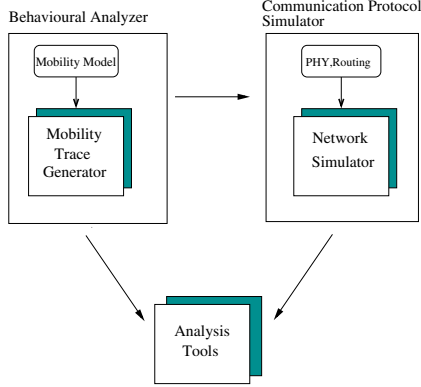 Behavioural Analyzer
Communication Protocol
Simulator
Mobility Model
PHY,Routing
Mobility
Trace
Generator
Network
Simulator
Analysis
Tools